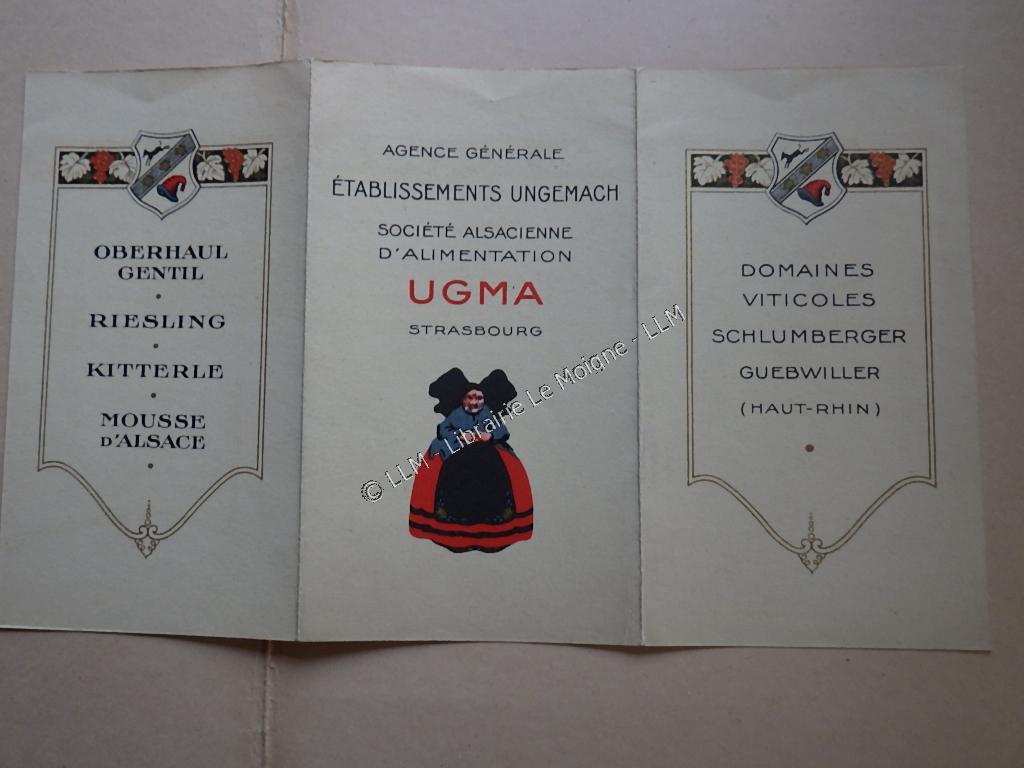 OBERHAUL
GENTIL
RIESLING
KITTERLE
MOUSSE
D'ALSACE
AGENCE GÉNÉRALE
ÉTABLISSEMENTS UNGEMACH
SOCIÉTÉ ALSACIENNE
D'ALIMENTATION
UGMA
STRASBOURG
DOMAINES
VITICOLES
SCHLUMBERGER
GUEBWILLER
(HAUT-RHIN)
© LLM - Librairie Le Moigne - LLM